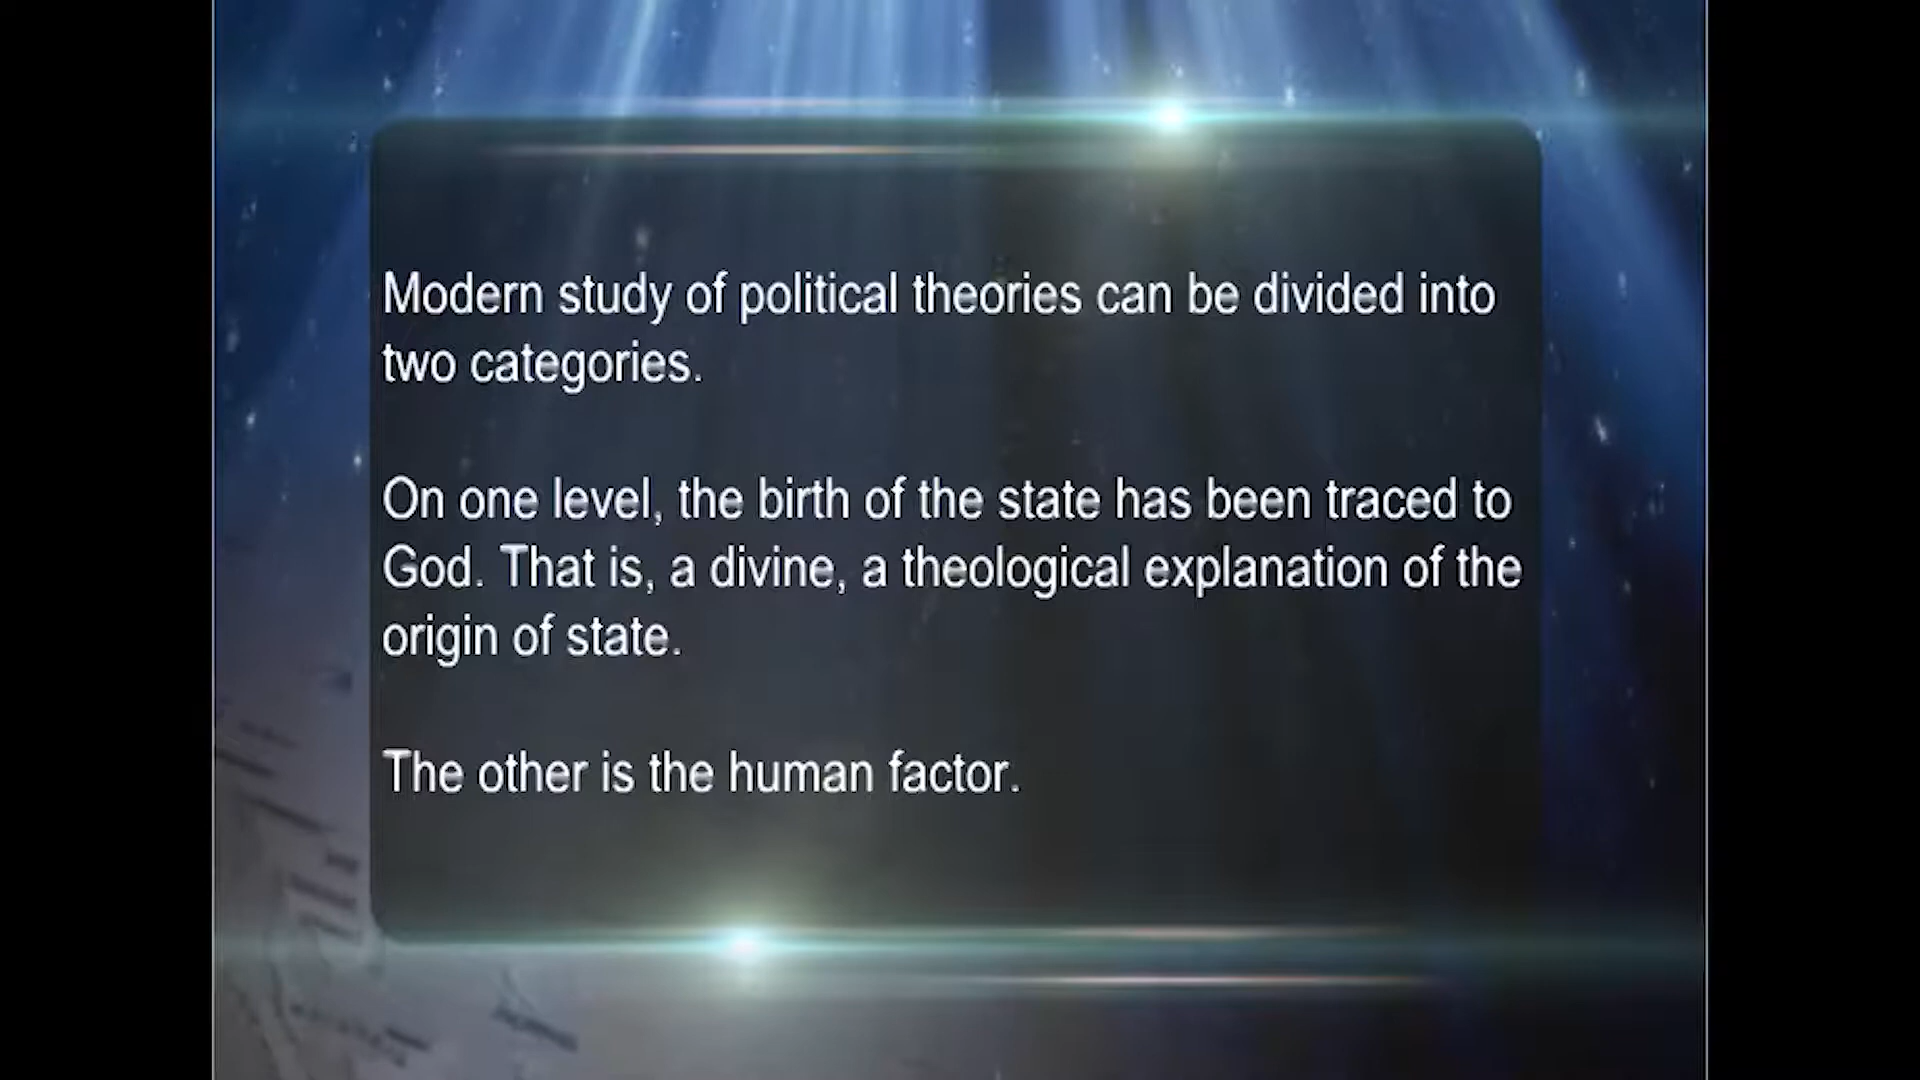 Modern study of political theories can be divided into
two categories.
On one level, the birth of the state has been traced to
God. That is, a divine, a theological explanation of the
origin of state.
The other is the human factor.